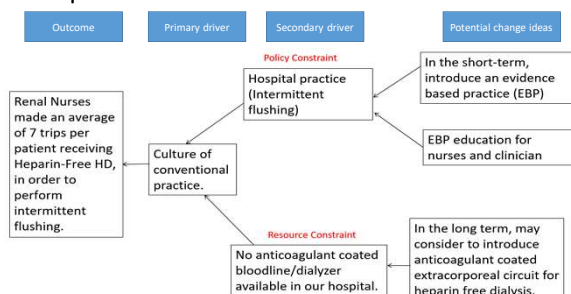 Outcome
Primary driver
Secondary driver
Potential change ideas
Policy Constraint
Hospital practice
(Intermittent
flushing)
In the short-term,
introduce an evidence
based practice (EBP)
EBP education for
nurses and clinician
Renal Nurses
made an average
of 7 trips per
patient receiving
Heparin-Free HD,
in order to
perform
intermittent
flushing.
Culture of
conventional
practice.
Resource Constraint
No anticoagulant coated
bloodline/dialyzer
available in our hospital.
In the long term, may
consider to introduce
anticoagulant coated
extracorporeal circuit for
heparin free dialysis.